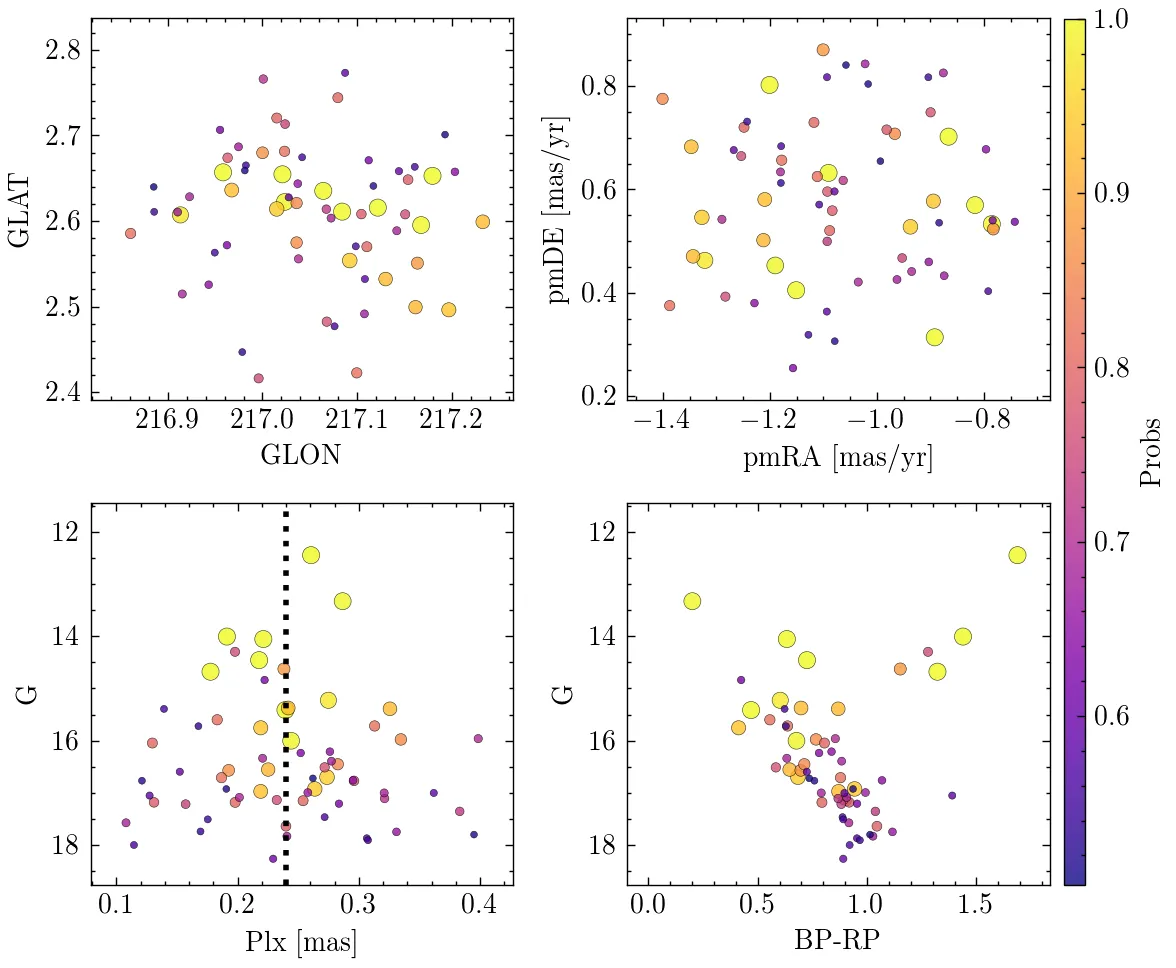 2.8
2.7
2.6
2.5
2.4
GLAT
216.9 217.0 217.1 217.2
GLON
0.8
0.6
0.4
0.2
pmDE [mas/yr]
−1.4 −1.2 −1.0 −0.8
pmRA [mas/yr]
1.0
0.9
0.8
0.7
0.6
Probs
12
14
16
18
G
0.1 0.2 0.3 0.4
Plx [mas]
12
14
16
18
G
0.0 0.5 1.0 1.5
BP-RP